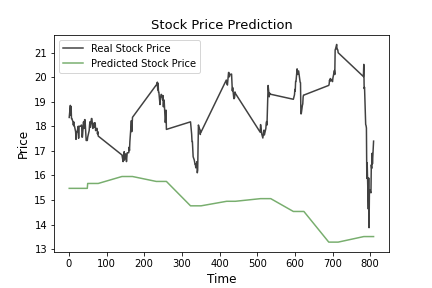 Stock Price Prediction
Real Stock Price
Predicted Stock Price
Price
21
20
19
18
17
16
15
14
13
0 100 200 300 400 500 600 700 800
Time